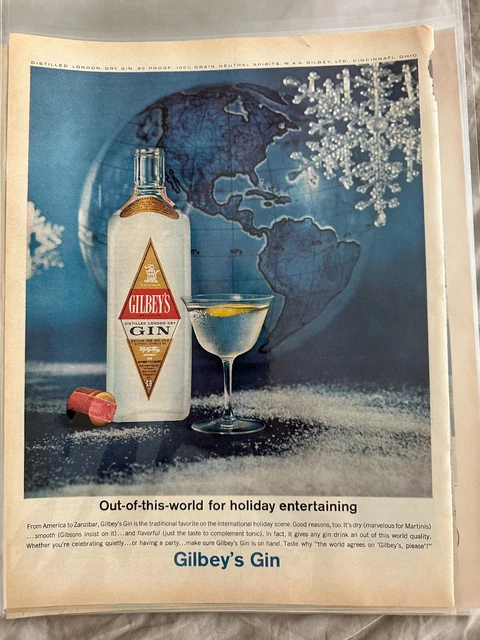 DISTILLED LONDON DRY GIN. 90 PROOF. 100% GRAIN NEUTRAL SPIRITS. W. & A. GILBEY, LTD., CINCINNATI, OHIO
GILBEY'S
DISTILLED LONDON DRY
GIN
Out-of-this-world for holiday entertaining
From America to Zanzibar, Gilbey's Gin is the traditional favorite on the international holiday scene. Good reasons, too. It's dry (marvelous for Martinis)
...smooth (Gibsons insist on it)...and flavorful (just the taste to complement tonic). In fact, it gives any gin drink an out of this world quality.
Whether you're celebrating quietly...or having a party...make sure Gilbey's Gin is on hand. Taste why "the world agrees on 'Gilbey's, please'!"
Gilbey's Gin